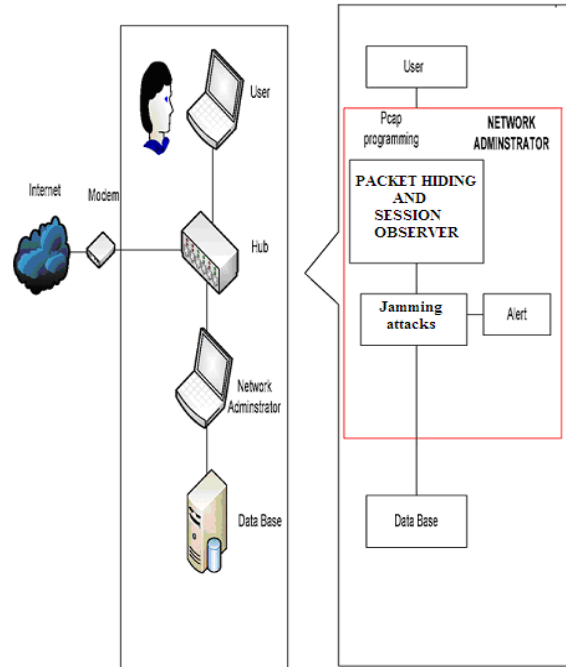 User
Internet
Modem
Hub
Network
Adminstrator
Data Base
User
Pcap
programming
NETWORK
ADMINSTRATOR
PACKET HIDING
AND
SESSION
OBSERVER
Jamming
attacks
Alert
Data Base